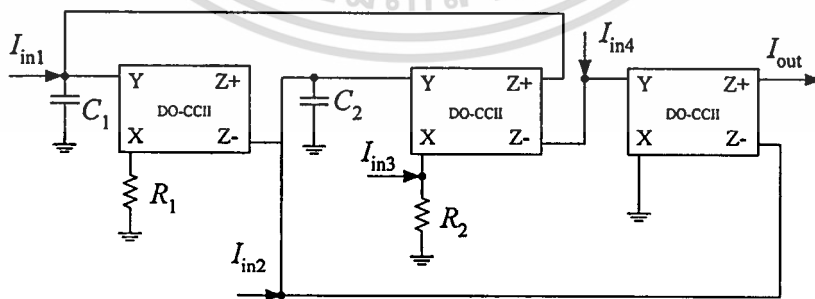 I_in1
C_1
Y Z+
DO-CCII
X Z-
R_1
I_in2
C_2
Y Z+
DO-CCII
X Z-
I_in3
R_2
I_in4
Y Z+
DO-CCII
X Z-
I_out